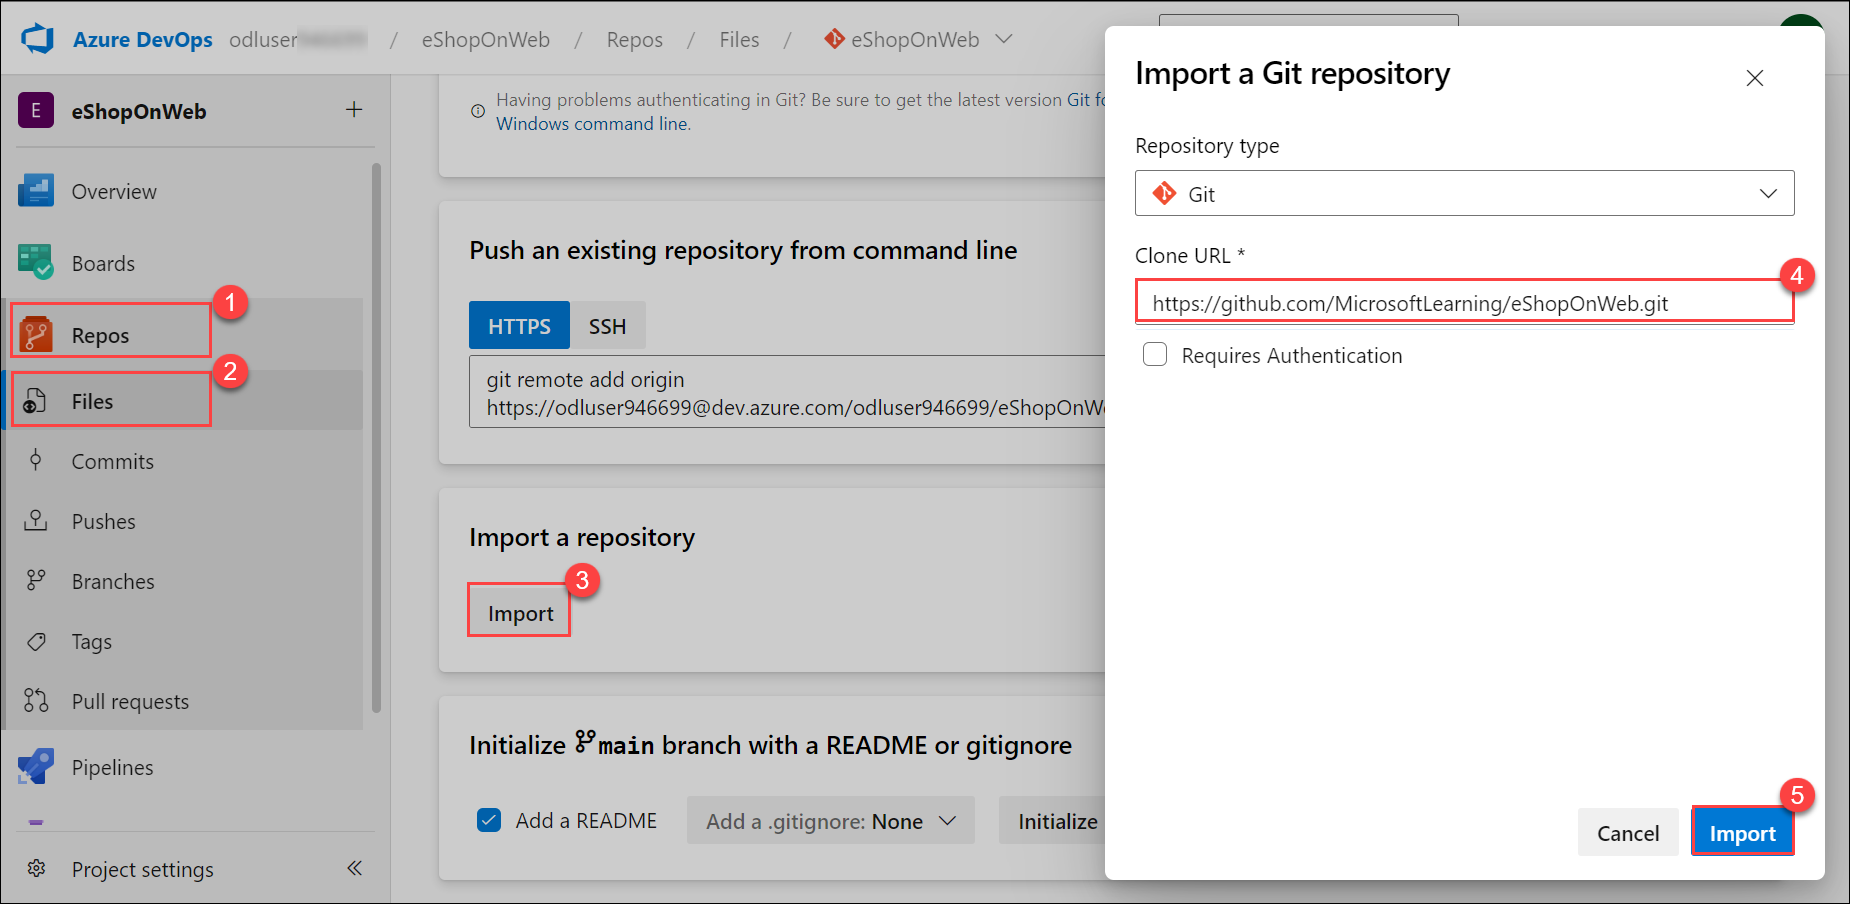 Azure DevOps odluser / eShopOnWeb / Repos / Files / eShopOnWeb
E eShopOnWeb
Overview
Boards
Repos
1
Files
2
Commits
Pushes
Branches
Tags
Pull requests
Pipelines
Project settings
Having problems authenticating in Git? Be sure to get the latest version Git fo
Windows command line.
Push an existing repository from command line
HTTPS SSH
git remote add origin
https://odluser946699@dev.azure.com/odluser946699/eShopOnWe
Import a repository
3
Import
Initialize main branch with a README or gitignore
Add a README Add a .gitignore: None Initialize
Import a Git repository
Repository type
Git
Clone URL *
4
https://github.com/MicrosoftLearning/eShopOnWeb.git
Requires Authentication
5
Cancel Import